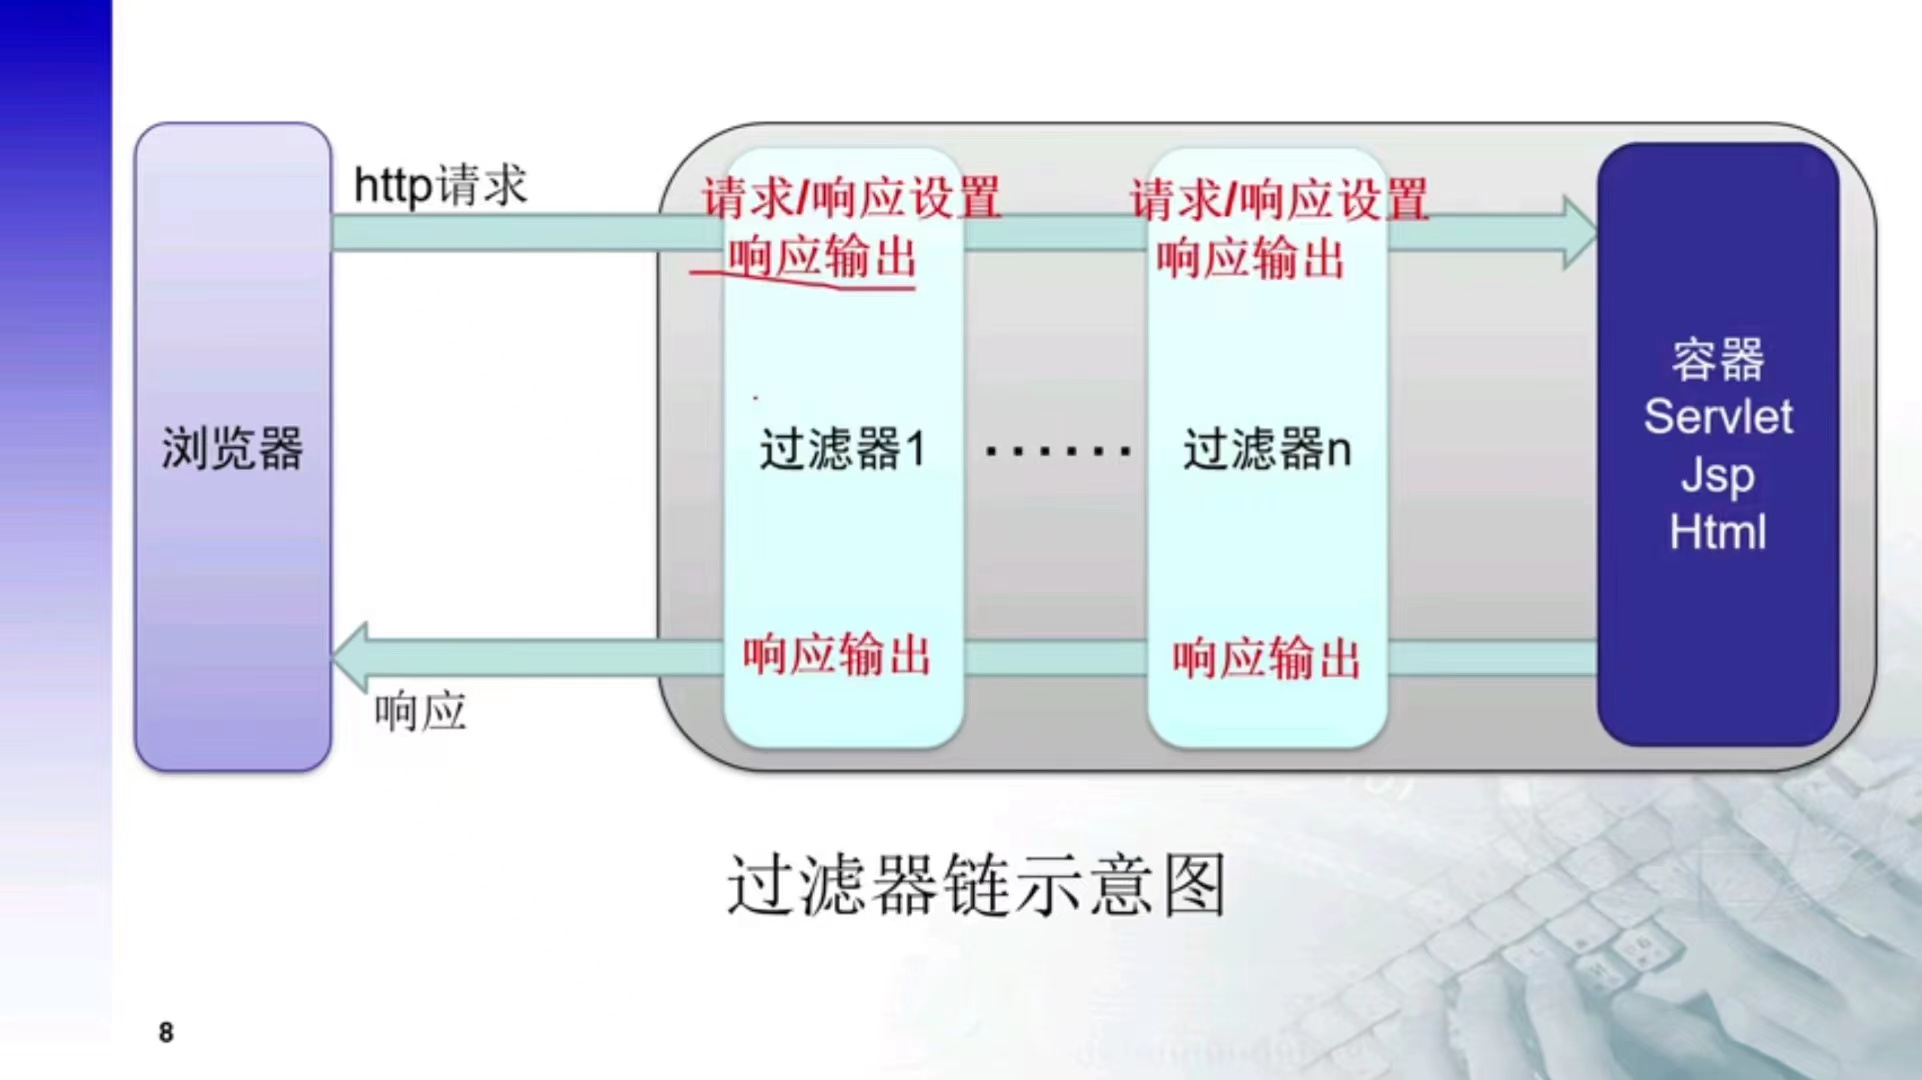 http请求
请求/响应设置
响应输出
请求/响应设置
响应输出
浏览器
过滤器1
······
过滤器n
容器
Servlet
Jsp
Html
响应输出
响应输出
响应
过滤器链示意图
8